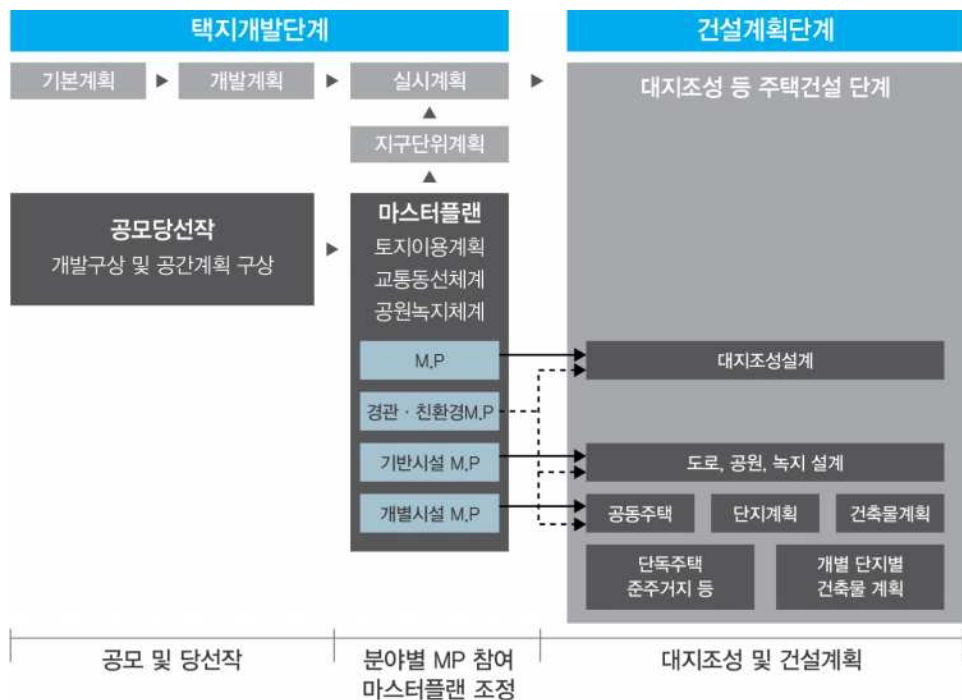 택지개발단계
건설계획단계
기본계획
개발계획
실시계획
대지조성 등 주택건설 단계
지구단위계획
공모당선작
개발구상 및 공간계획 구상
마스터플랜
토지이용계획
교통동선체계
공원녹지체계
M.P
대지조성설계
경관 · 친환경M.P
기반시설 M.P
도로, 공원, 녹지 설계
개별시설 M.P
공동주택
단지계획
건축물계획
단독주택
준주거지 등
개별 단지별
건축물 계획
공모 및 당선작
분야별 MP 참여
마스터플랜 조정
대지조성 및 건설계획